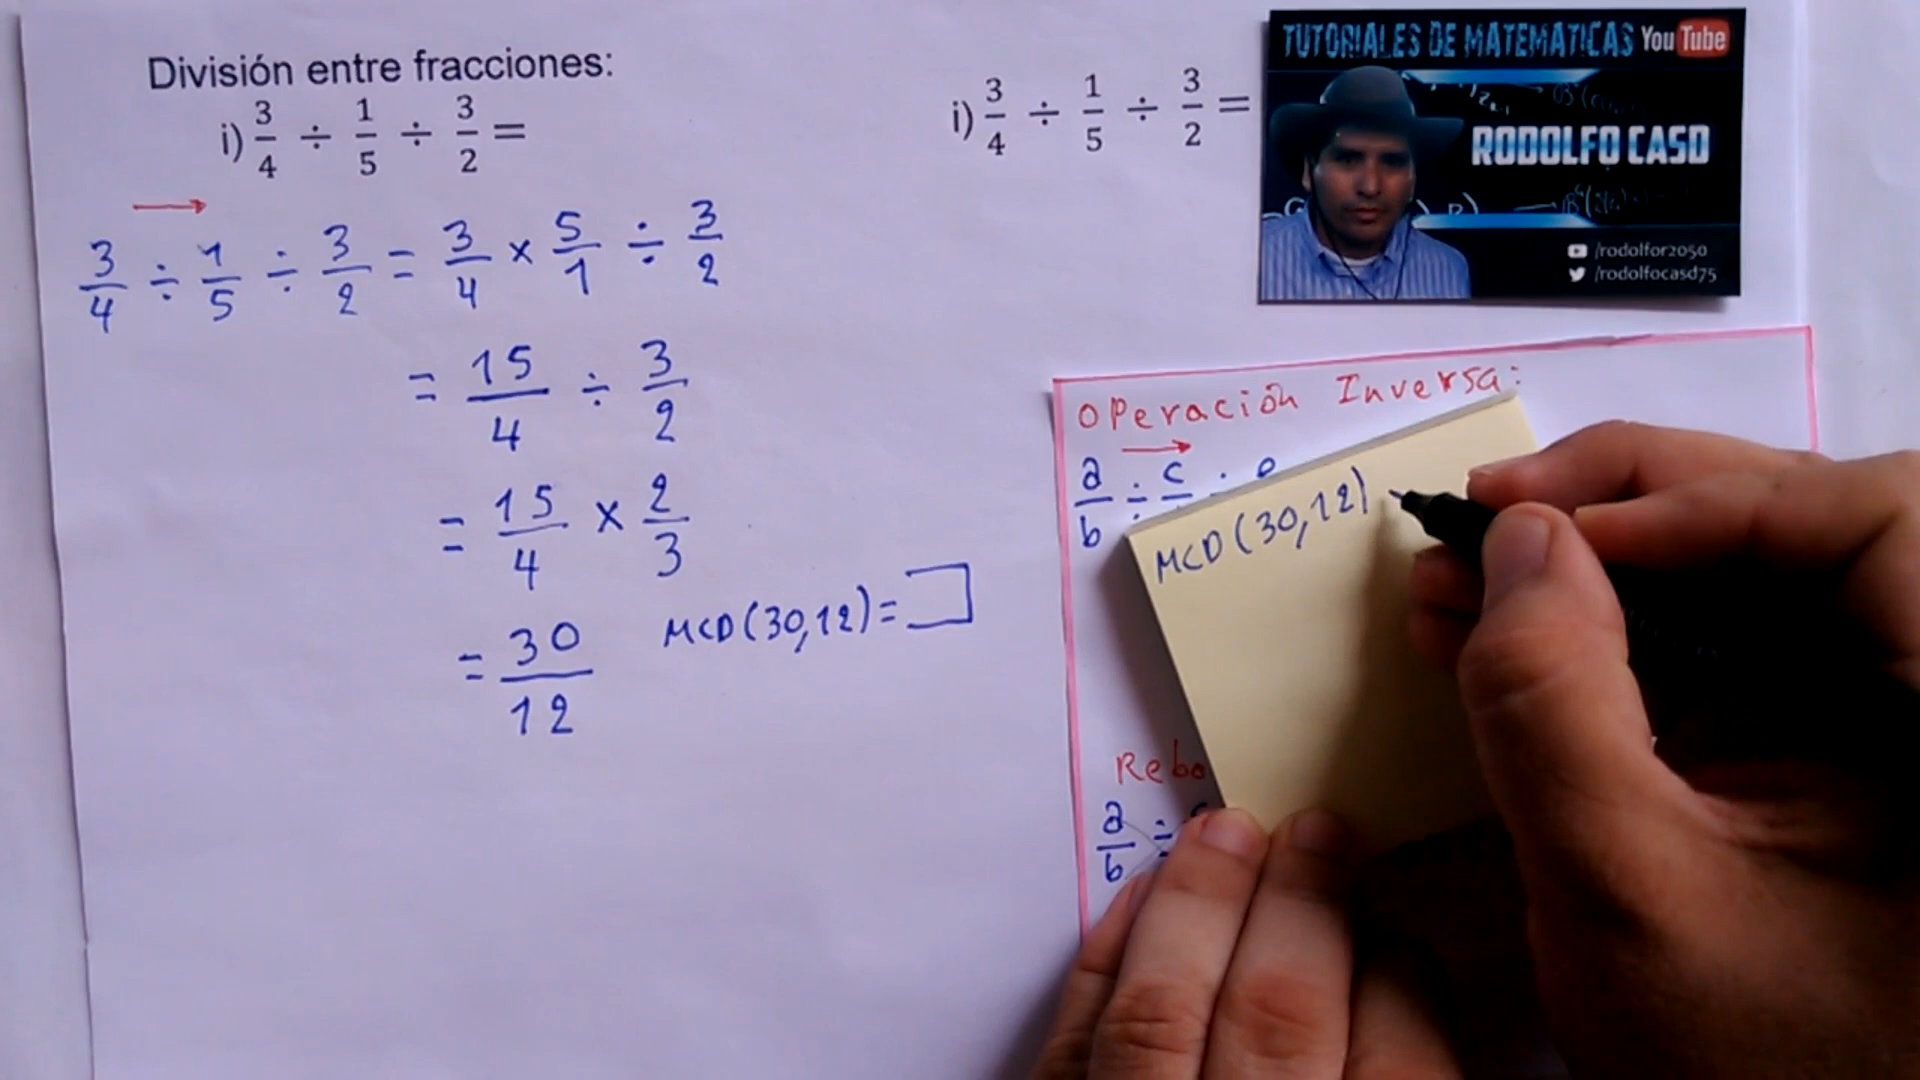 División entre fracciones:
i) 3/4 ÷ 1/5 ÷ 3/2 =
3/4 ÷ 1/5 ÷ 3/2 = 3/4 × 5/1 ÷ 3/2
= 15/4 ÷ 3/2
= 15/4 × 2/3
= 30/12
MCD(30,12)=
i) 3/4 ÷ 1/5 ÷ 3/2 =
TUTORIALES DE MATEMATICAS YouTube
RODOLFO CASD
/rodolfor2050
/rodolfocasd75
Operación Inversa:
a/b ÷ c
MCD(30,12)
a/b ÷